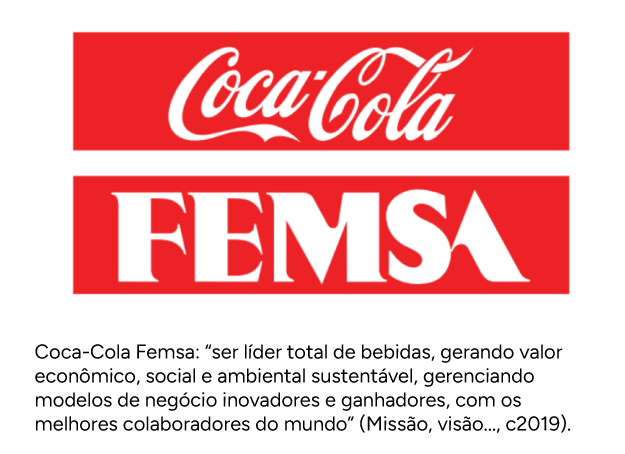 Coca-Cola
FEMSA
Coca-Cola Femsa: “ser líder total de bebidas, gerando valor
econômico, social e ambiental sustentável, gerenciando
modelos de negócio inovadores e ganhadores, com os
melhores colaboradores do mundo” (Missão, visão..., c2019).